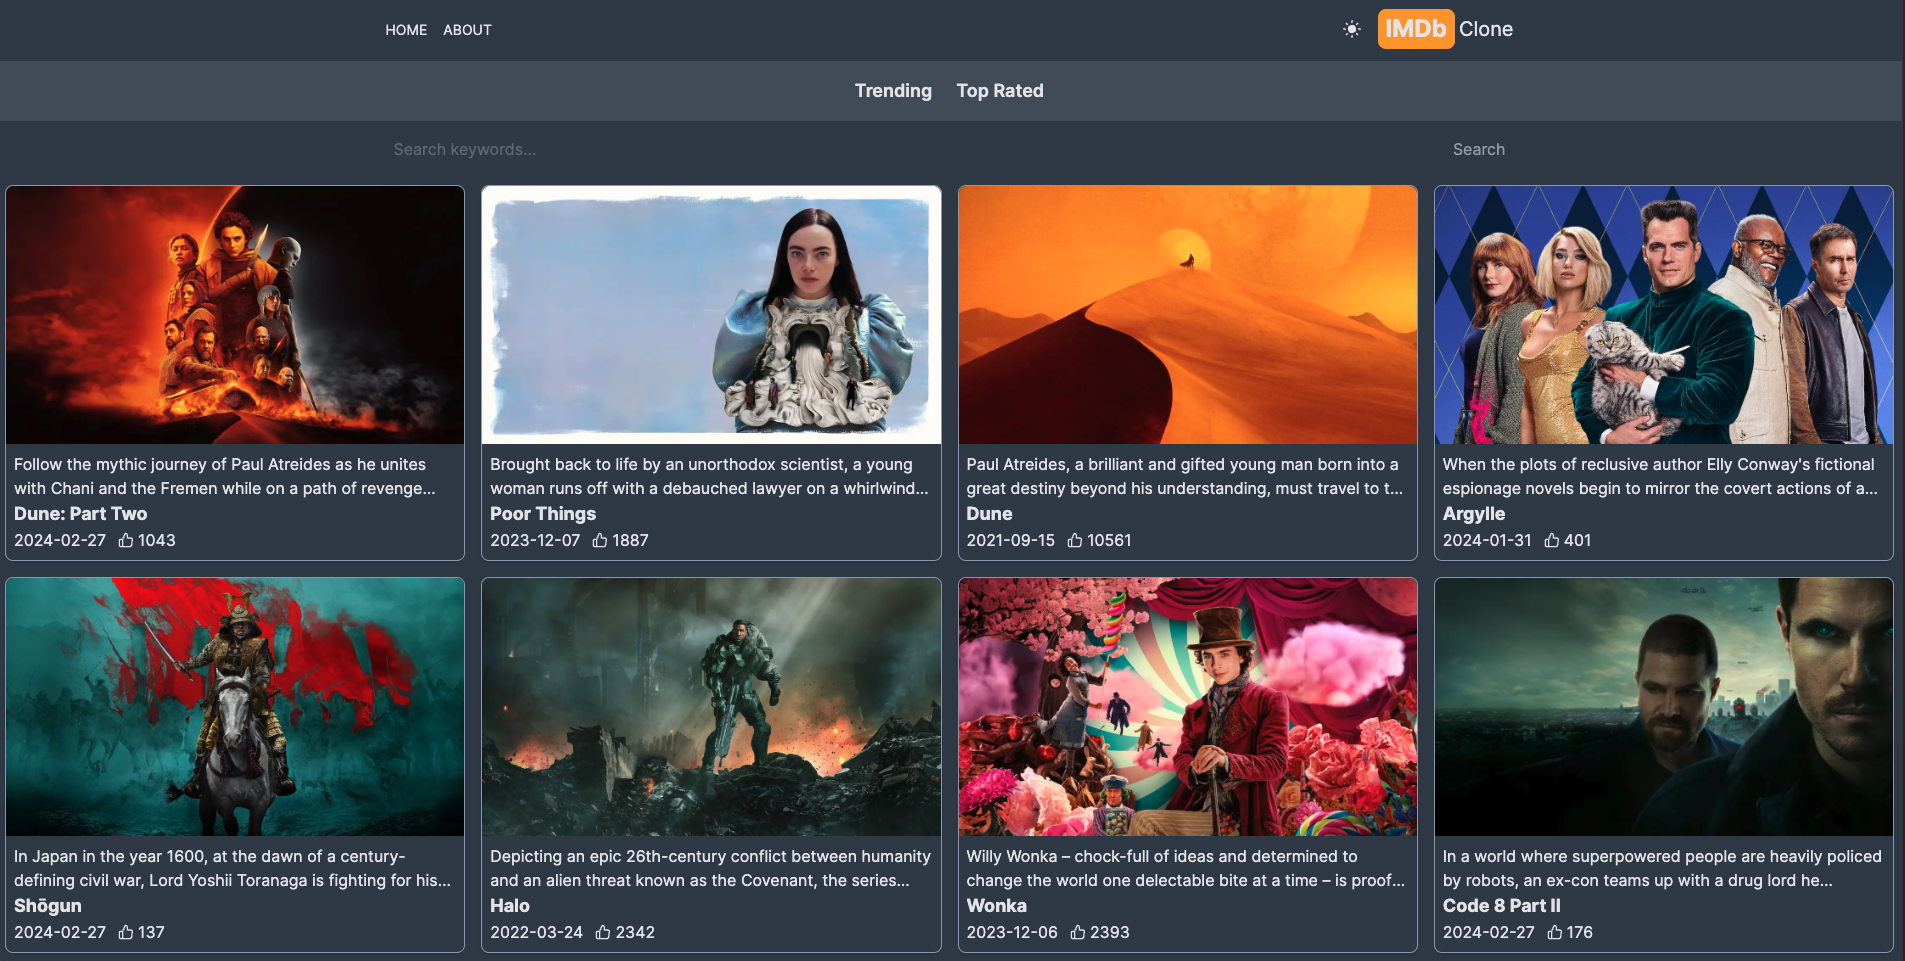 HOME ABOUT IMDb Clone
Trending Top Rated
Search keywords... Search
Follow the mythic journey of Paul Atreides as he unites
with Chani and the Fremen while on a path of revenge...
Dune: Part Two
2024-02-27 1043
Brought back to life by an unorthodox scientist, a young
woman runs off with a debauched lawyer on a whirlwind...
Poor Things
2023-12-07 1887
Paul Atreides, a brilliant and gifted young man born into a
great destiny beyond his understanding, must travel to t...
Dune
2021-09-15 10561
When the plots of reclusive author Elly Conway's fictional
espionage novels begin to mirror the covert actions of a...
Argylle
2024-01-31 401
In Japan in the year 1600, at the dawn of a century-
defining civil war, Lord Yoshii Toranaga is fighting for his...
Shōgun
2024-02-27 137
Depicting an epic 26th-century conflict between humanity
and an alien threat known as the Covenant, the series...
Halo
2022-03-24 2342
Willy Wonka – chock-full of ideas and determined to
change the world one delectable bite at a time – is proof...
Wonka
2023-12-06 2393
In a world where superpowered people are heavily policed
by robots, an ex-con teams up with a drug lord he...
Code 8 Part II
2024-02-27 176